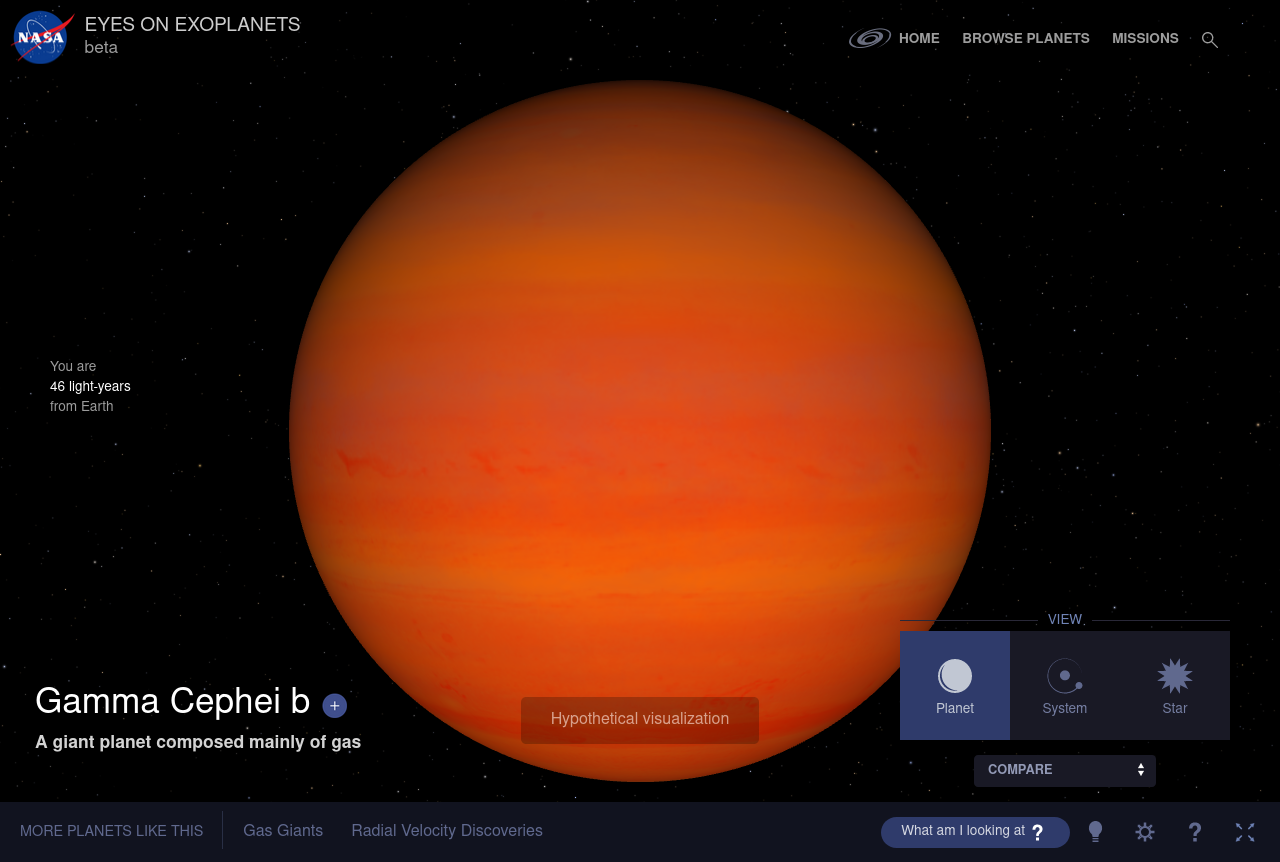 NASA
EYES ON EXOPLANETS
beta
HOME
BROWSE PLANETS
MISSIONS
You are
46 light-years
from Earth
VIEW
Planet
System
Star
Gamma Cephei b +
A giant planet composed mainly of gas
Hypothetical visualization
COMPARE
MORE PLANETS LIKE THIS
Gas Giants
Radial Velocity Discoveries
What am I looking at ?
?